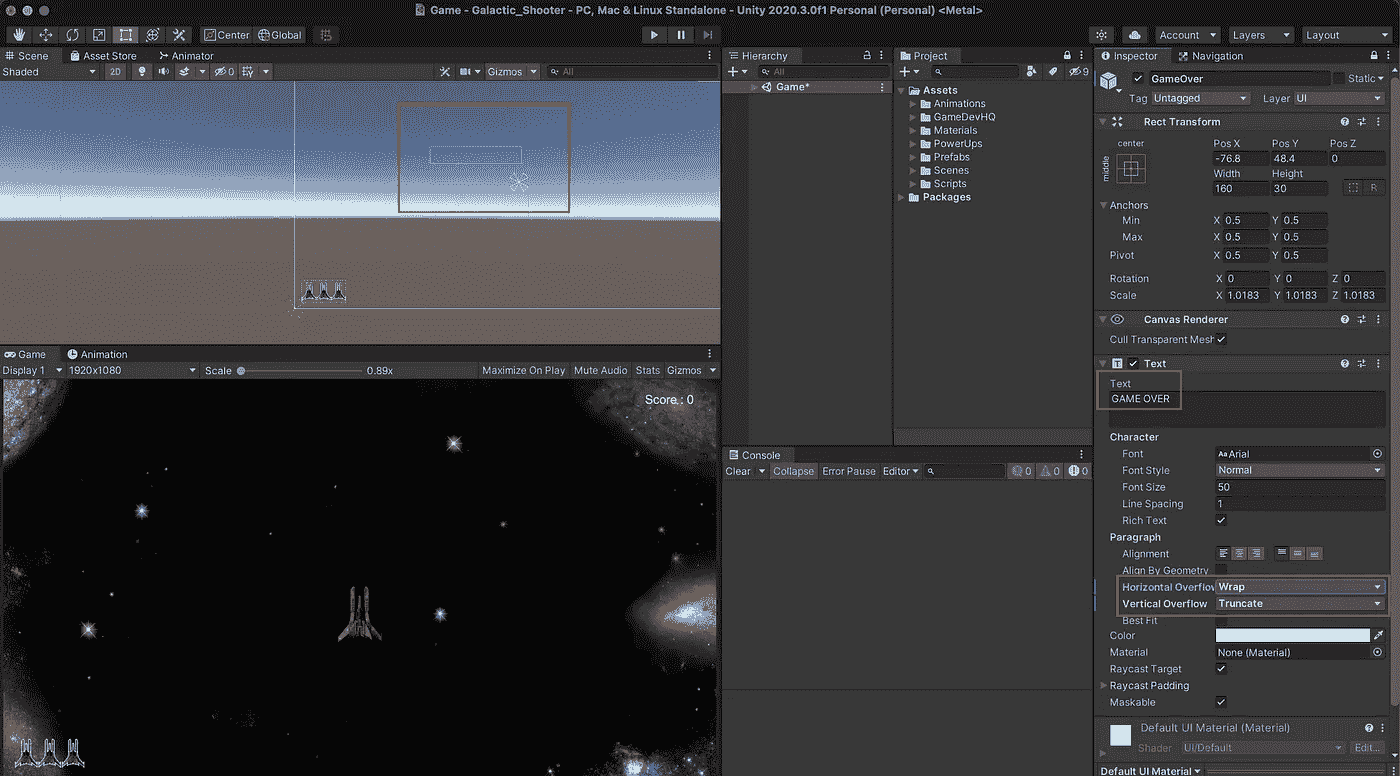 Game - Galactic_Shooter - PC, Mac & Linux Standalone - Unity 2020.3.0f1 Personal (Personal) <Metal>
Center Global Account Layers Layout
Scene Asset Store Animator
Shaded 2D 0 Gizmos All
Game Animation
Display 1 1920x1080 Scale 0.89x Maximize On Play Mute Audio Stats Gizmos
Score : 0
Hierarchy
All
Game*
Project
9
Assets
Animations
GameDevHQ
Materials
PowerUps
Prefabs
Scenes
Scripts
Packages
Console
Clear Collapse Error Pause Editor 0 0 0
Inspector Navigation
GameOver Static
Tag Untagged Layer UI
Rect Transform
center Pos X Pos Y Pos Z
middle -76.8 48.4 0
Width Height
160 30 R
Anchors
Min X 0.5 Y 0.5
Max X 0.5 Y 0.5
Pivot X 0.5 Y 0.5
Rotation X 0 Y 0 Z 0
Scale X 1.0183 Y 1.0183 Z 1.0183
Canvas Renderer
Cull Transparent Mesh
T Text
Text
GAME OVER
Character
Font Aa Arial
Font Style Normal
Font Size 50
Line Spacing 1
Rich Text
Paragraph
Alignment
Align By Geometry
Horizontal Overflow Wrap
Vertical Overflow Truncate
Best Fit
Color
Material None (Material)
Raycast Target
Raycast Padding
Maskable
Default UI Material (Material)
Shader UI/Default Edit...
Default UI Material